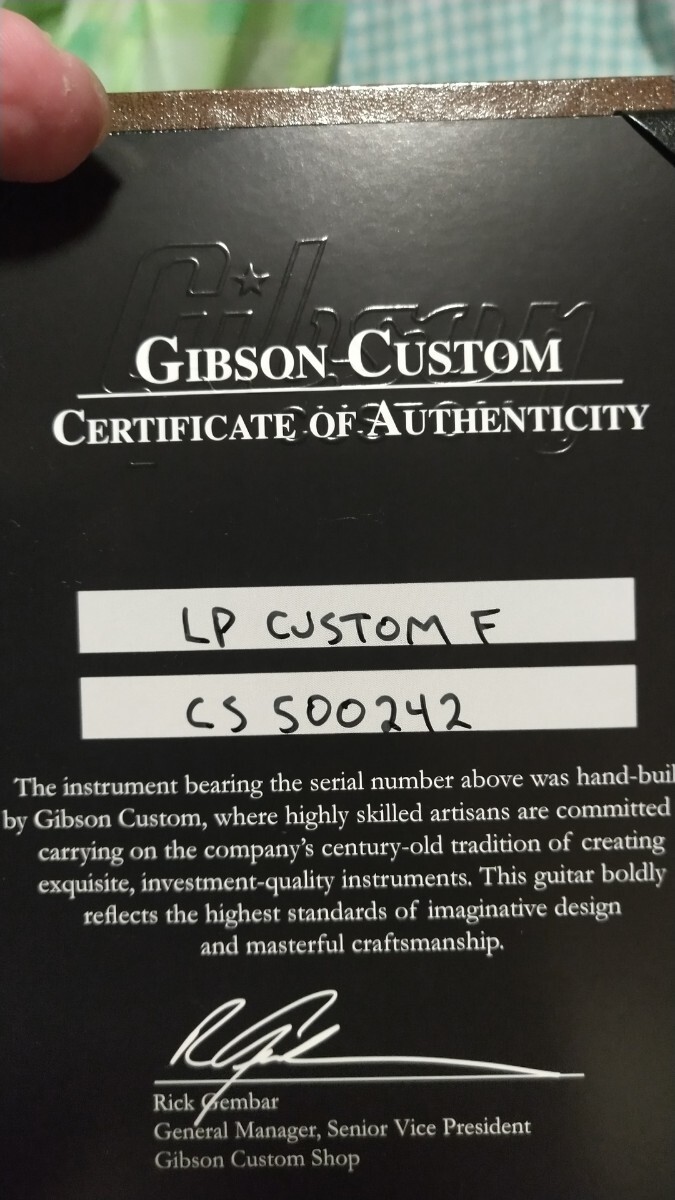 Gibson
GIBSON CUSTOM
CERTIFICATE OF AUTHENTICITY
LP CUSTOM F
CS 500242
The instrument bearing the serial number above was hand-buil
by Gibson Custom, where highly skilled artisans are committed
carrying on the company's century-old tradition of creating
exquisite, investment-quality instruments. This guitar boldly
reflects the highest standards of imaginative design
and masterful craftsmanship.
Rick Gembar
General Manager, Senior Vice President
Gibson Custom Shop